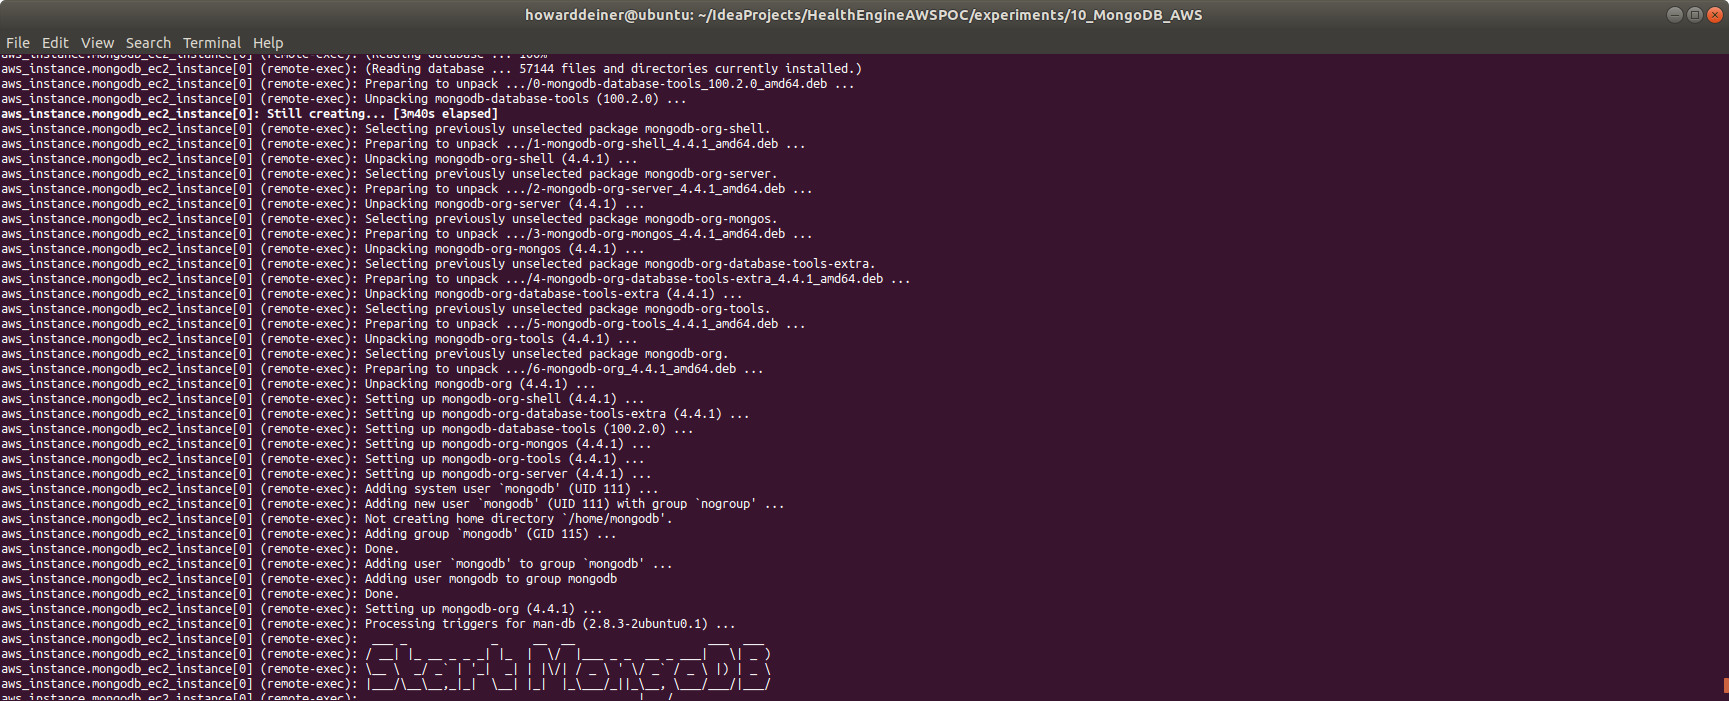 howarddeiner@ubuntu: ~/IdeaProjects/HealthEngineAWSPOC/experiments/10_MongoDB_AWS
File Edit View Search Terminal Help
aws_instance.mongodb_ec2_instance[0] (remote-exec): (Reading database ... 100%
aws_instance.mongodb_ec2_instance[0] (remote-exec): (Reading database ... 57144 files and directories currently installed.)
aws_instance.mongodb_ec2_instance[0] (remote-exec): Preparing to unpack .../0-mongodb-database-tools_100.2.0_amd64.deb ...
aws_instance.mongodb_ec2_instance[0] (remote-exec): Unpacking mongodb-database-tools (100.2.0) ...
aws_instance.mongodb_ec2_instance[0]: Still creating... [3m40s elapsed]
aws_instance.mongodb_ec2_instance[0] (remote-exec): Selecting previously unselected package mongodb-org-shell.
aws_instance.mongodb_ec2_instance[0] (remote-exec): Preparing to unpack .../1-mongodb-org-shell_4.4.1_amd64.deb ...
aws_instance.mongodb_ec2_instance[0] (remote-exec): Unpacking mongodb-org-shell (4.4.1) ...
aws_instance.mongodb_ec2_instance[0] (remote-exec): Selecting previously unselected package mongodb-org-server.
aws_instance.mongodb_ec2_instance[0] (remote-exec): Preparing to unpack .../2-mongodb-org-server_4.4.1_amd64.deb ...
aws_instance.mongodb_ec2_instance[0] (remote-exec): Unpacking mongodb-org-server (4.4.1) ...
aws_instance.mongodb_ec2_instance[0] (remote-exec): Selecting previously unselected package mongodb-org-mongos.
aws_instance.mongodb_ec2_instance[0] (remote-exec): Preparing to unpack .../3-mongodb-org-mongos_4.4.1_amd64.deb ...
aws_instance.mongodb_ec2_instance[0] (remote-exec): Unpacking mongodb-org-mongos (4.4.1) ...
aws_instance.mongodb_ec2_instance[0] (remote-exec): Selecting previously unselected package mongodb-org-database-tools-extra.
aws_instance.mongodb_ec2_instance[0] (remote-exec): Preparing to unpack .../4-mongodb-org-database-tools-extra_4.4.1_amd64.deb ...
aws_instance.mongodb_ec2_instance[0] (remote-exec): Unpacking mongodb-org-database-tools-extra (4.4.1) ...
aws_instance.mongodb_ec2_instance[0] (remote-exec): Selecting previously unselected package mongodb-org-tools.
aws_instance.mongodb_ec2_instance[0] (remote-exec): Preparing to unpack .../5-mongodb-org-tools_4.4.1_amd64.deb ...
aws_instance.mongodb_ec2_instance[0] (remote-exec): Unpacking mongodb-org-tools (4.4.1) ...
aws_instance.mongodb_ec2_instance[0] (remote-exec): Selecting previously unselected package mongodb-org.
aws_instance.mongodb_ec2_instance[0] (remote-exec): Preparing to unpack .../6-mongodb-org_4.4.1_amd64.deb ...
aws_instance.mongodb_ec2_instance[0] (remote-exec): Unpacking mongodb-org (4.4.1) ...
aws_instance.mongodb_ec2_instance[0] (remote-exec): Setting up mongodb-org-shell (4.4.1) ...
aws_instance.mongodb_ec2_instance[0] (remote-exec): Setting up mongodb-org-database-tools-extra (4.4.1) ...
aws_instance.mongodb_ec2_instance[0] (remote-exec): Setting up mongodb-database-tools (100.2.0) ...
aws_instance.mongodb_ec2_instance[0] (remote-exec): Setting up mongodb-org-mongos (4.4.1) ...
aws_instance.mongodb_ec2_instance[0] (remote-exec): Setting up mongodb-org-tools (4.4.1) ...
aws_instance.mongodb_ec2_instance[0] (remote-exec): Setting up mongodb-org-server (4.4.1) ...
aws_instance.mongodb_ec2_instance[0] (remote-exec): Adding system user `mongodb' (UID 111) ...
aws_instance.mongodb_ec2_instance[0] (remote-exec): Adding new user `mongodb' (UID 111) with group `nogroup' ...
aws_instance.mongodb_ec2_instance[0] (remote-exec): Not creating home directory `/home/mongodb'.
aws_instance.mongodb_ec2_instance[0] (remote-exec): Adding group `mongodb' (GID 115) ...
aws_instance.mongodb_ec2_instance[0] (remote-exec): Done.
aws_instance.mongodb_ec2_instance[0] (remote-exec): Adding user `mongodb' to group `mongodb' ...
aws_instance.mongodb_ec2_instance[0] (remote-exec): Adding user mongodb to group mongodb
aws_instance.mongodb_ec2_instance[0] (remote-exec): Done.
aws_instance.mongodb_ec2_instance[0] (remote-exec): Setting up mongodb-org (4.4.1) ...
aws_instance.mongodb_ec2_instance[0] (remote-exec): Processing triggers for man-db (2.8.3-2ubuntu0.1) ...
aws_instance.mongodb_ec2_instance[0] (remote-exec):
aws_instance.mongodb_ec2_instance[0] (remote-exec): Start MongoDB
aws_instance.mongodb_ec2_instance[0] (remote-exec):
aws_instance.mongodb_ec2_instance[0] (remote-exec):
aws_instance.mongodb_ec2_instance[0] (remote-exec):